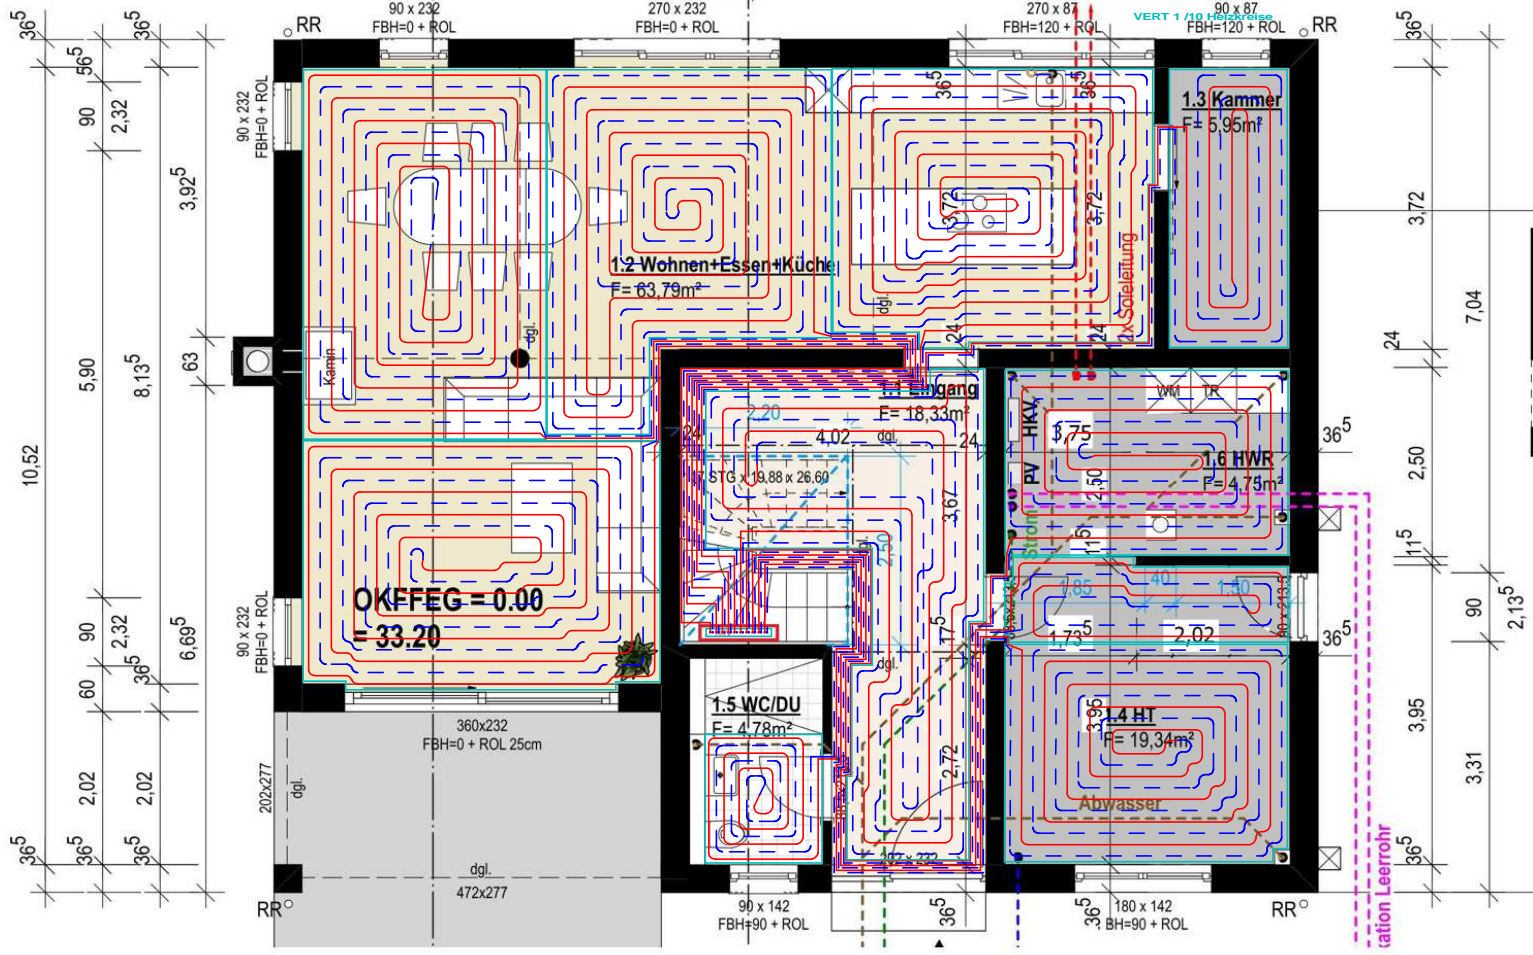 90 x 232
FBH=0 + ROL
270 x 232
FBH=0 + ROL
270 x 87
FBH=120 + ROL
VERT 1 /10 Heizkreise
90 x 87
FBH=120 + ROL
RR
RR
36⁵
56⁵
90
2,32
3,92⁵
63
5,90
8,13⁵
10,52
90
2,32
6,69⁵
36⁵
60
2,02
2,02
36⁵
36⁵
36⁵
90 x 232
FBH=0 + ROL
90 x 232
FBH=0 + ROL
1.2 Wohnen+Essen+Küche
F= 63,79m²
Kamin
dgl.
dgl.
36⁵
36⁵
3,72
3,72
24
24
2x Soleleitung
1.3 Kammer
F= 5,95m²
1.1 Eingang
F= 18,33m²
2,20
24
4,02
dgl.
24
STG x 19,88 x 26,60
3,67
2,50
17⁵
dgl.
2,72
HKV
PV
3,75
WM
TR
1.6 HWR
F= 4,75m²
2,50
11⁵
Strom
1,85
40
1,50
1,73⁵
2,02
OKFFEG = 0.00
= 33.20
1.5 WC/DU
F= 4,78m²
1.4 HT
F= 19,34m²
3,95
Abwasser
360x232
FBH=0 + ROL 25cm
202x277
dgl.
dgl.
472x277
RR
90 x 142
FBH=90 + ROL
36⁵
36⁵
180 x 142
BH=90 + ROL
RR
36⁵
3,72
7,04
24
36⁵
2,50
115
90
2,13⁵
36⁵
3,95
3,31
36⁵
kation Leerrohr